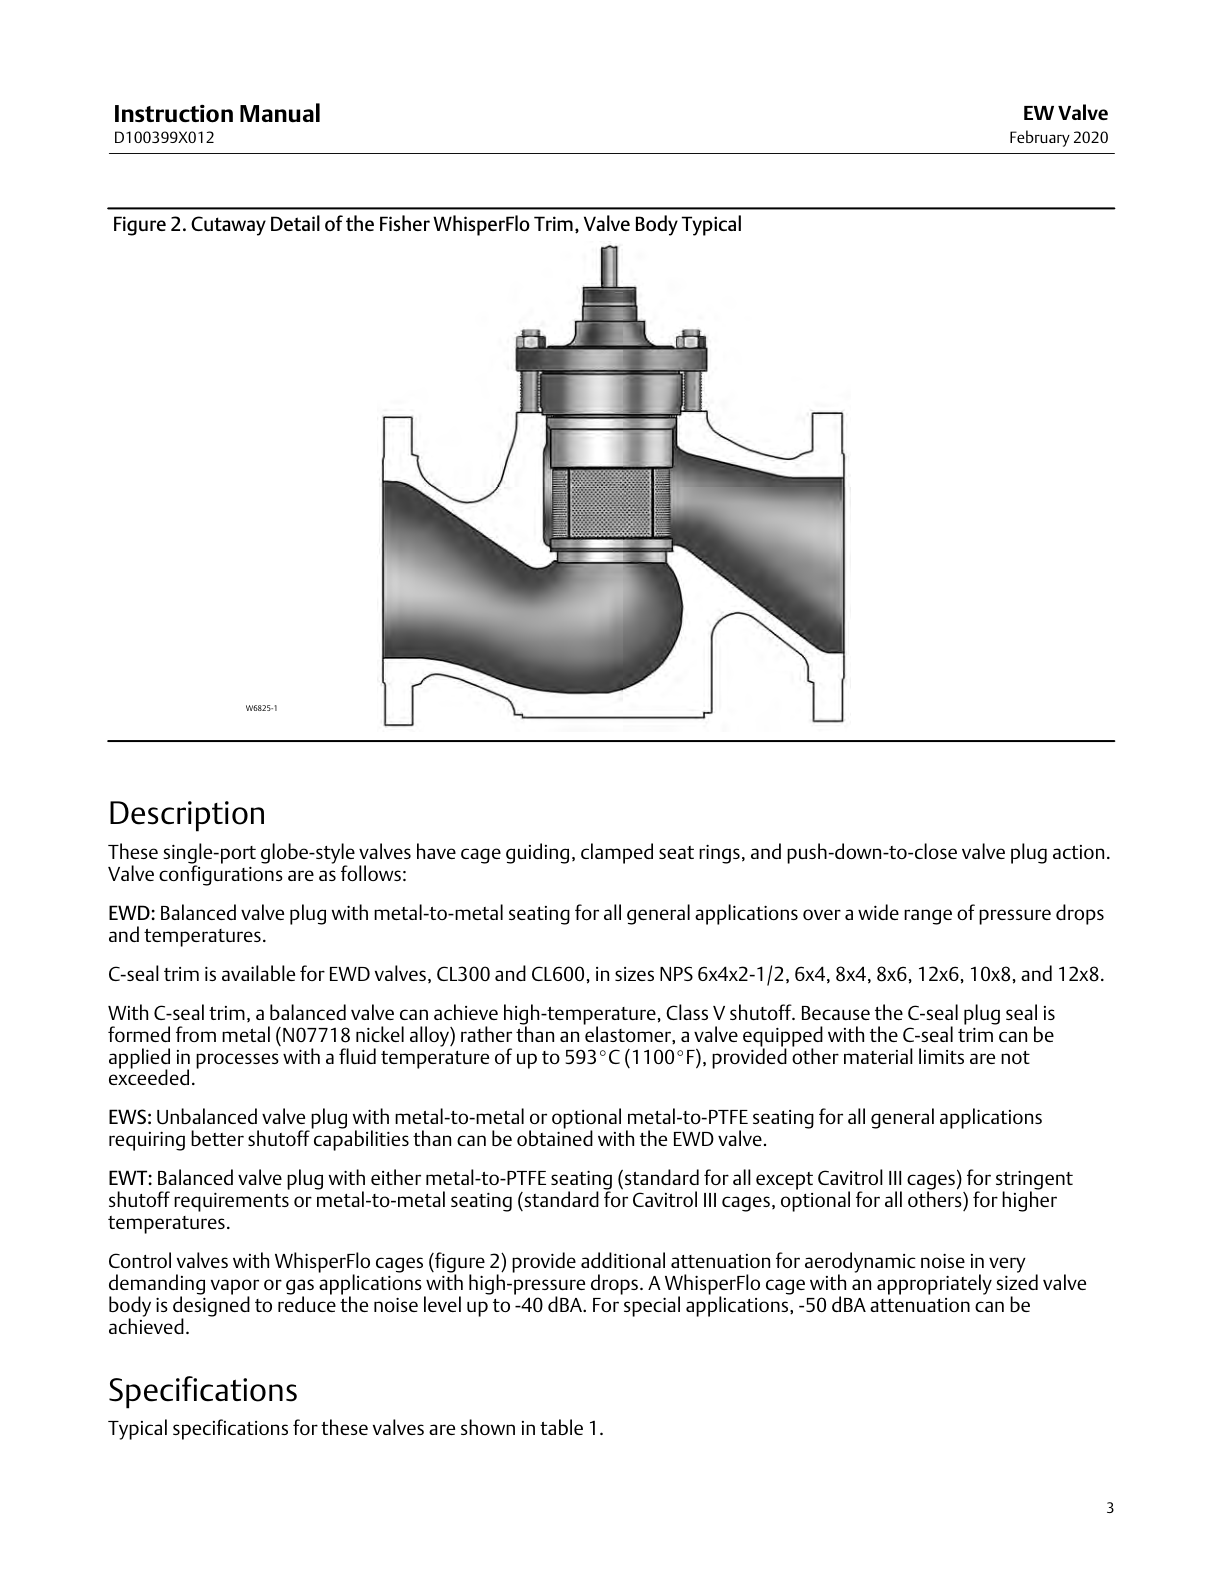 Instruction Manual
D100399X012
EW Valve
February 2020
Figure 2. Cutaway Detail of the Fisher WhisperFlo Trim, Valve Body Typical
W6825-1
Description
These single-port globe-style valves have cage guiding, clamped seat rings, and push-down-to-close valve plug action.
Valve configurations are as follows:
EWD: Balanced valve plug with metal-to-metal seating for all general applications over a wide range of pressure drops
and temperatures.
C-seal trim is available for EWD valves, CL300 and CL600, in sizes NPS 6x4x2-1/2, 6x4, 8x4, 8x6, 12x6, 10x8, and 12x8.
With C-seal trim, a balanced valve can achieve high-temperature, Class V shutoff. Because the C-seal plug seal is
formed from metal (N07718 nickel alloy) rather than an elastomer, a valve equipped with the C-seal trim can be
applied in processes with a fluid temperature of up to 593°C (1100°F), provided other material limits are not
exceeded.
EWS: Unbalanced valve plug with metal-to-metal or optional metal-to-PTFE seating for all general applications
requiring better shutoff capabilities than can be obtained with the EWD valve.
EWT: Balanced valve plug with either metal-to-PTFE seating (standard for all except Cavitrol III cages) for stringent
shutoff requirements or metal-to-metal seating (standard for Cavitrol III cages, optional for all others) for higher
temperatures.
Control valves with WhisperFlo cages (figure 2) provide additional attenuation for aerodynamic noise in very
demanding vapor or gas applications with high-pressure drops. A WhisperFlo cage with an appropriately sized valve
body is designed to reduce the noise level up to -40 dBA. For special applications, -50 dBA attenuation can be
achieved.
Specifications
Typical specifications for these valves are shown in table 1.
3